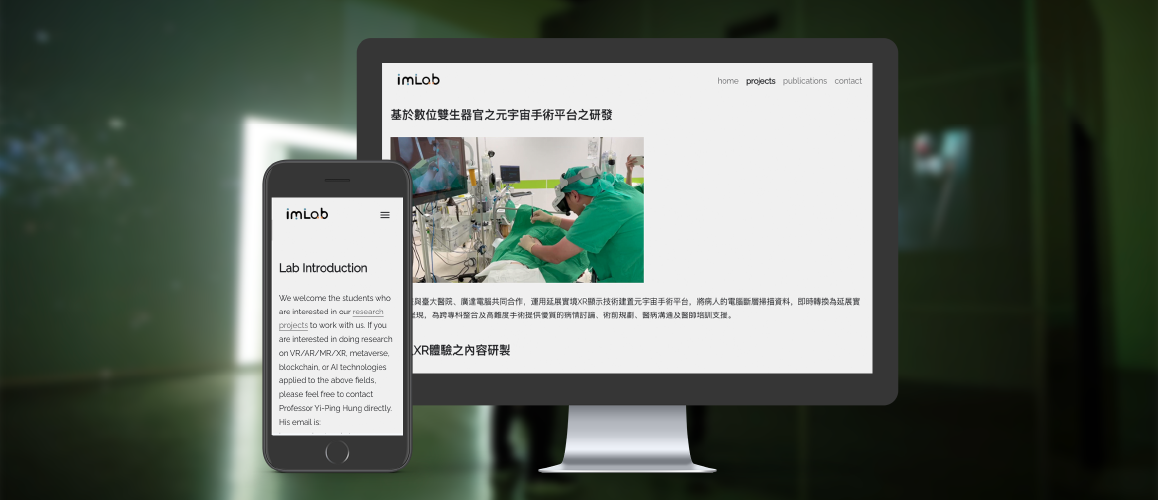 imLab
home projects publications contact
基於數位雙生器官之元宇宙手術平台之研發
與臺大醫院、廣達電腦共同合作，運用延展實境XR顯示技術建置元宇宙手術平台，將病人的電腦斷層掃描資料，即時轉換為延展實
現，為跨專科整合及高難度手術提供優質的病情討論、術前規劃、醫病溝通及醫師培訓支援。
XR體驗之內容研製
imLab
Lab Introduction
We welcome the students who
are interested in our research
projects to work with us. If you
are interested in doing research
on VR/AR/MR/XR, metaverse,
blockchain, or AI technologies
applied to the above fields,
please feel free to contact
Professor Yi-Ping Hung directly.
His email is: